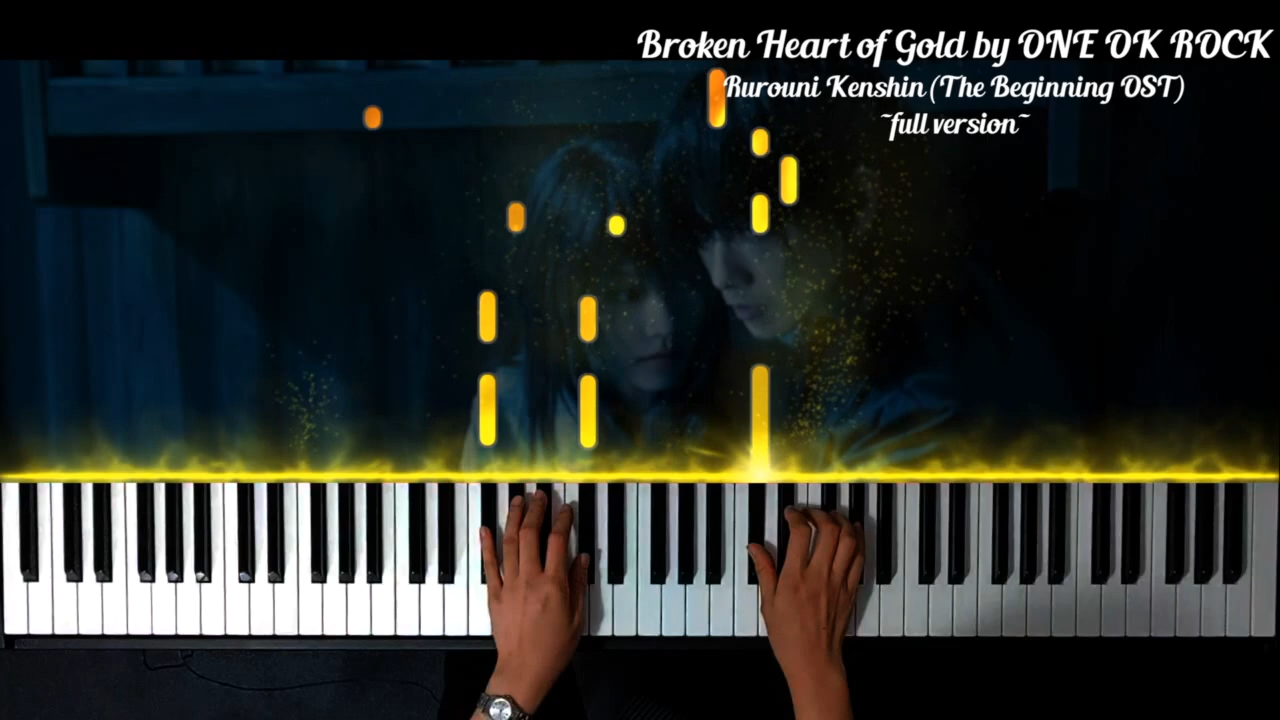 Broken Heart of Gold by ONE OK ROCK
Rurouni Kenshin (The Beginning OST)
~full version~